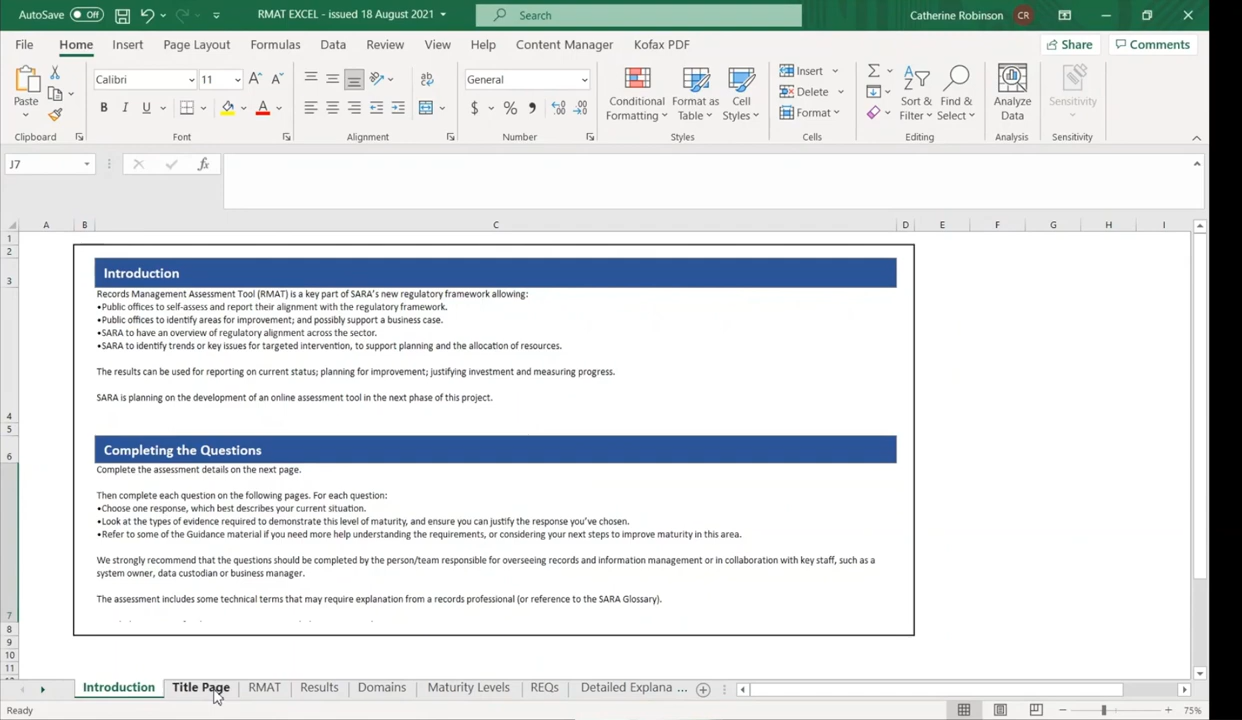 AutoSave Off RMAT EXCEL - issued 18 August 2021 Search Catherine Robinson CR
File Home Insert Page Layout Formulas Data Review View Help Content Manager Kofax PDF Share Comments
Calibri 11 General Insert
Paste Conditional Formatting Format as Table Cell Styles Delete Sort & Filter Find & Select Analyze Data Sensitivity
B I U $ % Format
Clipboard Font Alignment Number Styles Cells Editing Analysis Sensitivity
J7 fx
A B C D E F G H I
1
2
3 Introduction
Records Management Assessment Tool (RMAT) is a key part of SARA's new regulatory framework allowing:
•Public offices to self-assess and report their alignment with the regulatory framework.
•Public offices to identify areas for improvement; and possibly support a business case.
•SARA to have an overview of regulatory alignment across the sector.
•SARA to identify trends or key issues for targeted intervention, to support planning and the allocation of resources.
The results can be used for reporting on current status; planning for improvement; justifying investment and measuring progress.
SARA is planning on the development of an online assessment tool in the next phase of this project.
4
5
6 Completing the Questions
Complete the assessment details on the next page.
Then complete each question on the following pages. For each question:
•Choose one response, which best describes your current situation.
•Look at the types of evidence required to demonstrate this level of maturity, and ensure you can justify the response you've chosen.
•Refer to some of the Guidance material if you need more help understanding the requirements, or considering your next steps to improve maturity in this area.
We strongly recommend that the questions should be completed by the person/team responsible for overseeing records and information management or in collaboration with key staff, such as a
system owner, data custodian or business manager.
The assessment includes some technical terms that may require explanation from a records professional (or reference to the SARA Glossary).
7
8
9
10
11
Introduction Title Page RMAT Results Domains Maturity Levels REQs Detailed Explana ...
Ready 75%